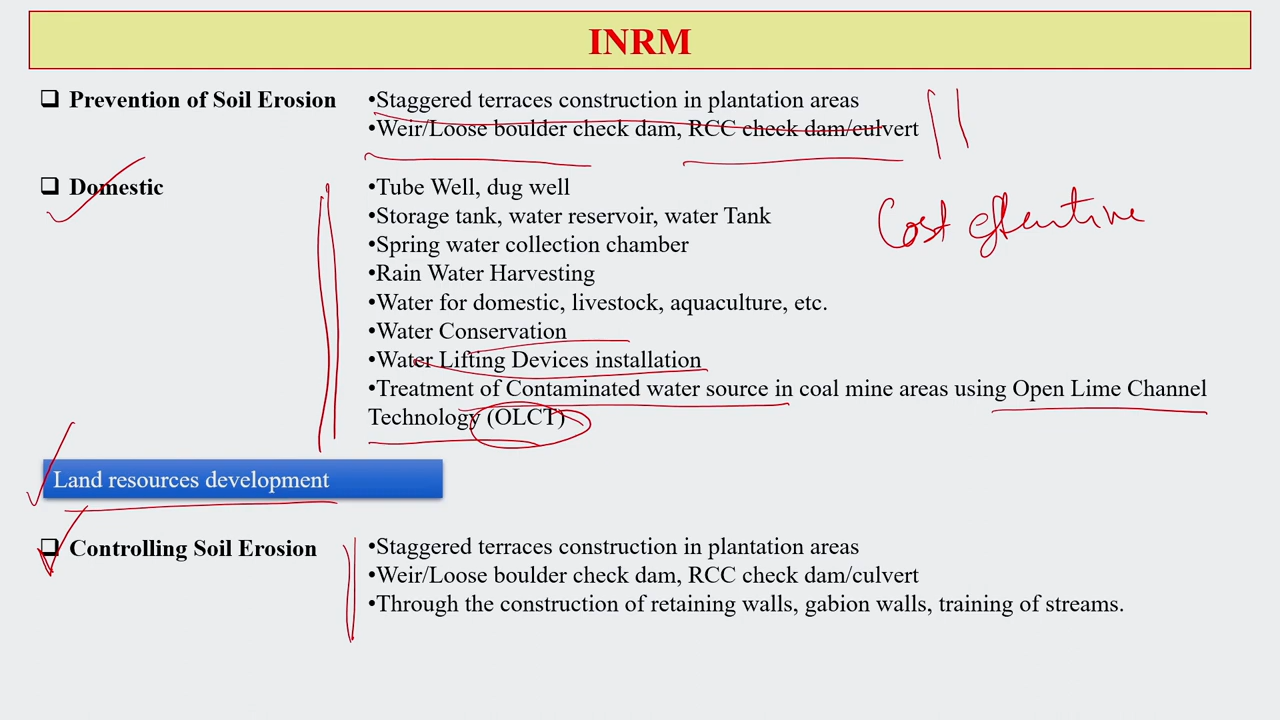 INRM
Prevention of Soil Erosion
•Staggered terraces construction in plantation areas
•Weir/Loose boulder check dam, RCC check dam/culvert
Domestic
•Tube Well, dug well
•Storage tank, water reservoir, water Tank
•Spring water collection chamber
•Rain Water Harvesting
•Water for domestic, livestock, aquaculture, etc.
•Water Conservation
•Water Lifting Devices installation
•Treatment of Contaminated water source in coal mine areas using Open Lime Channel
Technology (OLCT)
Cost effective
Land resources development
Controlling Soil Erosion
•Staggered terraces construction in plantation areas
•Weir/Loose boulder check dam, RCC check dam/culvert
•Through the construction of retaining walls, gabion walls, training of streams.